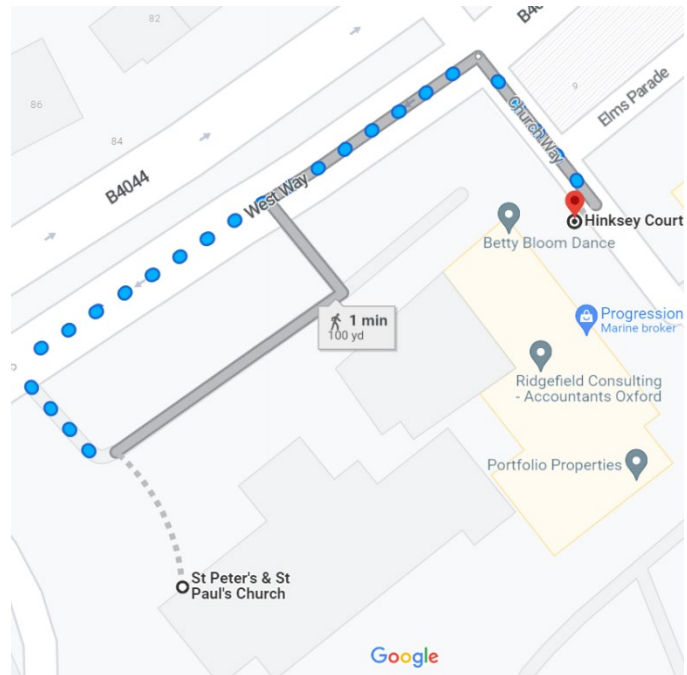 82
B40
9
Elms Parade
86
84
Church Way
B4044
West Way
Hinksey Court
Betty Bloom Dance
1 min
100 yd
Progression
Marine broker
Ridgefield Consulting
- Accountants Oxford
Portfolio Properties
St Peter's & St
Paul's Church
Google